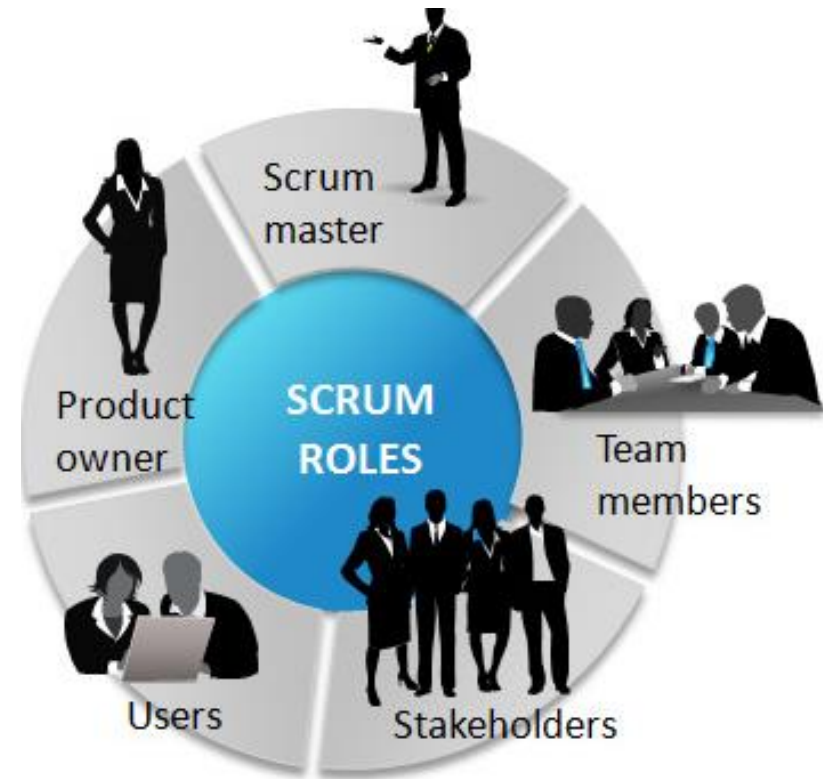 Scrum
master
Product
owner
SCRUM
ROLES
Team
members
Users
Stakeholders